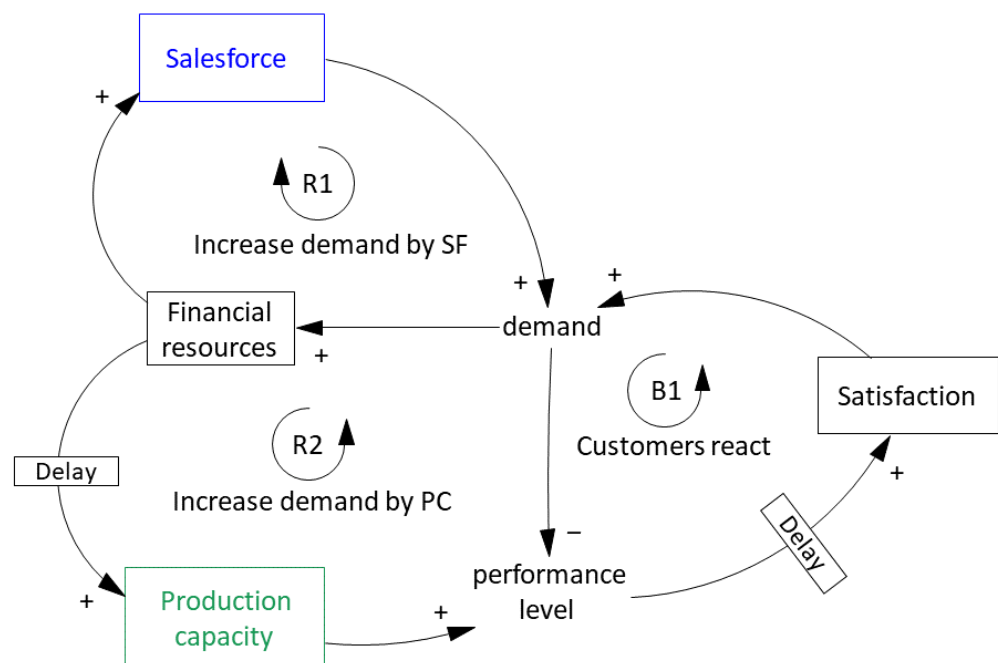 Salesforce
+
R1
Increase demand by SF
+
+
Financial
resources
demand
+
R2
Increase demand by PC
B1
Customers react
Satisfaction
+
Delay
Delay
–
performance
level
+
Production
capacity
+